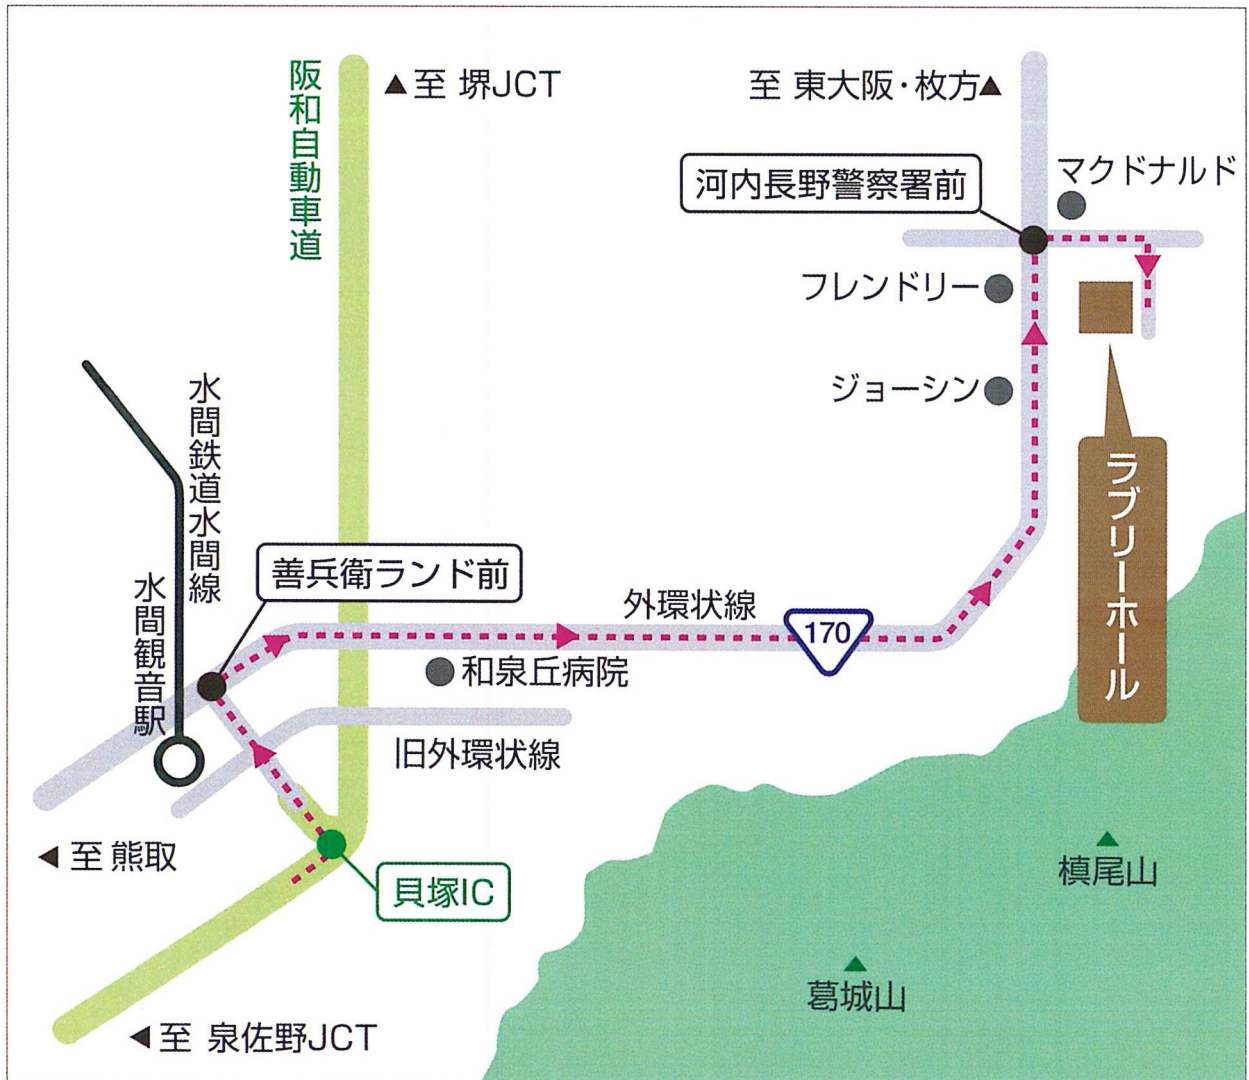 阪和自動車道
▲至 堺JCT
至 東大阪・枚方▲
マクドナルド
河内長野警察署前
フレンドリー
ジョーシン
水間鉄道水間線
ラブリーホール
善兵衛ランド前
水間観音駅
外環状線
170
和泉丘病院
旧外環状線
◀至 熊取
貝塚IC
槙尾山
葛城山
◀至 泉佐野JCT